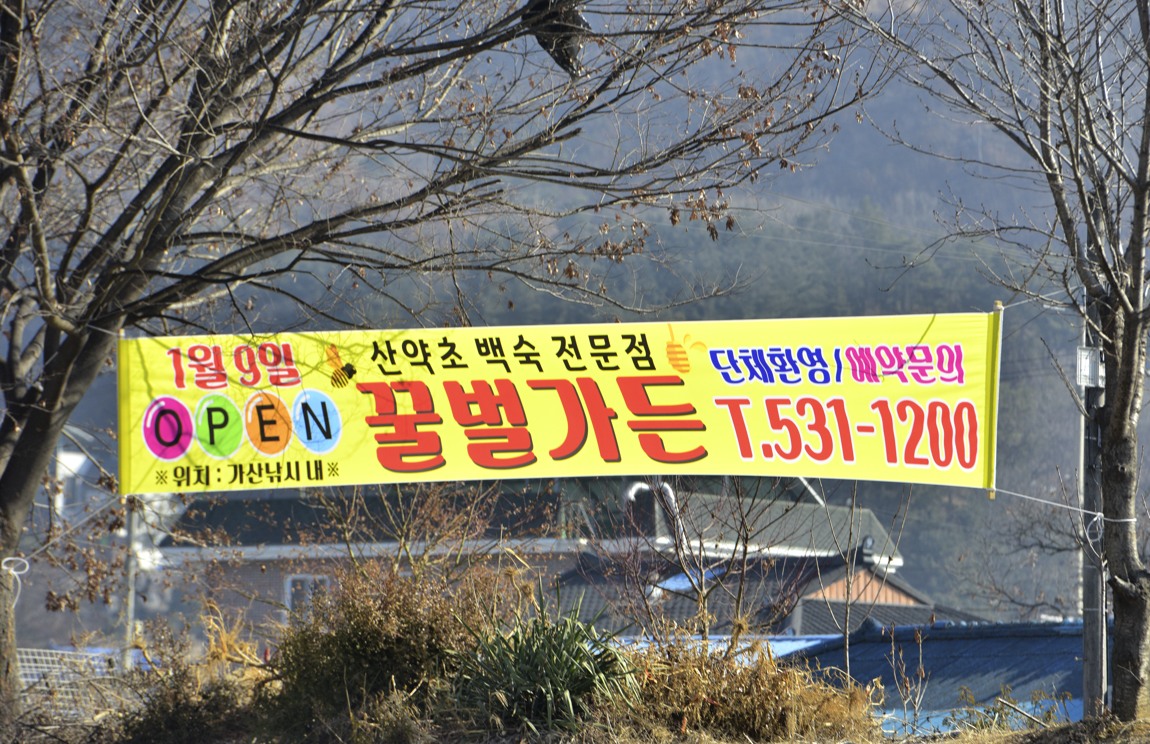 1월 9일
OPEN
※위치 : 가산낚시 내※
산약초 백숙 전문점
꿀벌가든
단체환영/예약문의
T.531-1200